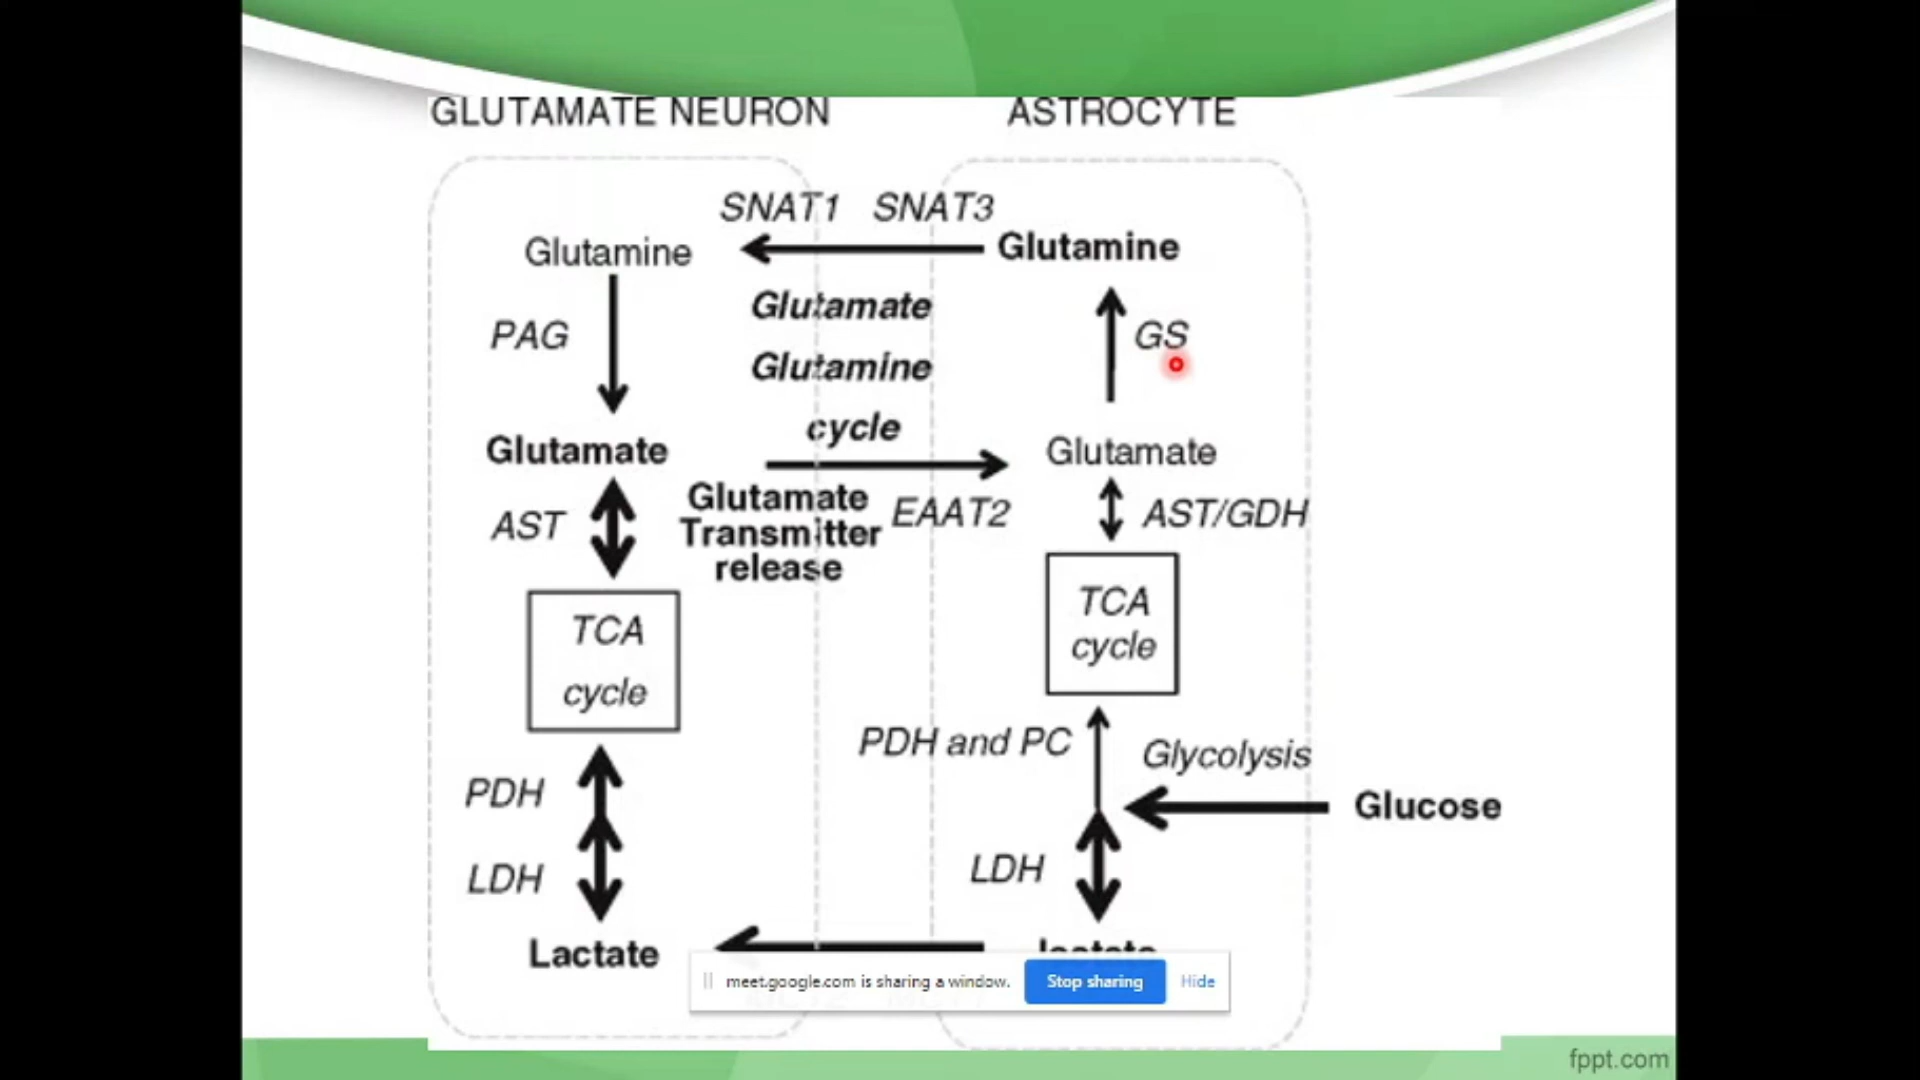 GLUTAMATE NEURON
ASTROCYTE
SNAT1 SNAT3
Glutamine
Glutamine
Glutamate
Glutamine
cycle
PAG
GS
Glutamate
Glutamate
AST
Glutamate
Transmitter
release
EAAT2
AST/GDH
TCA
cycle
TCA
cycle
PDH
PDH and PC
Glycolysis
Glucose
LDH
LDH
Lactate
lactate
meet.google.com is sharing a window.
Stop sharing
Hide
fppt.com